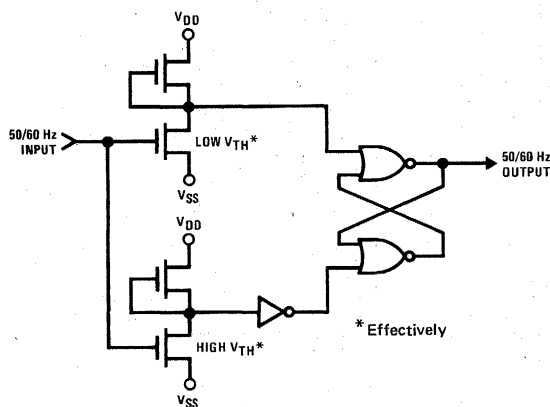 VDD
50/60 Hz
INPUT
LOW VTH*
VSS
50/60 Hz
OUTPUT
VDD
*Effectively
HIGH VTH*
VSS